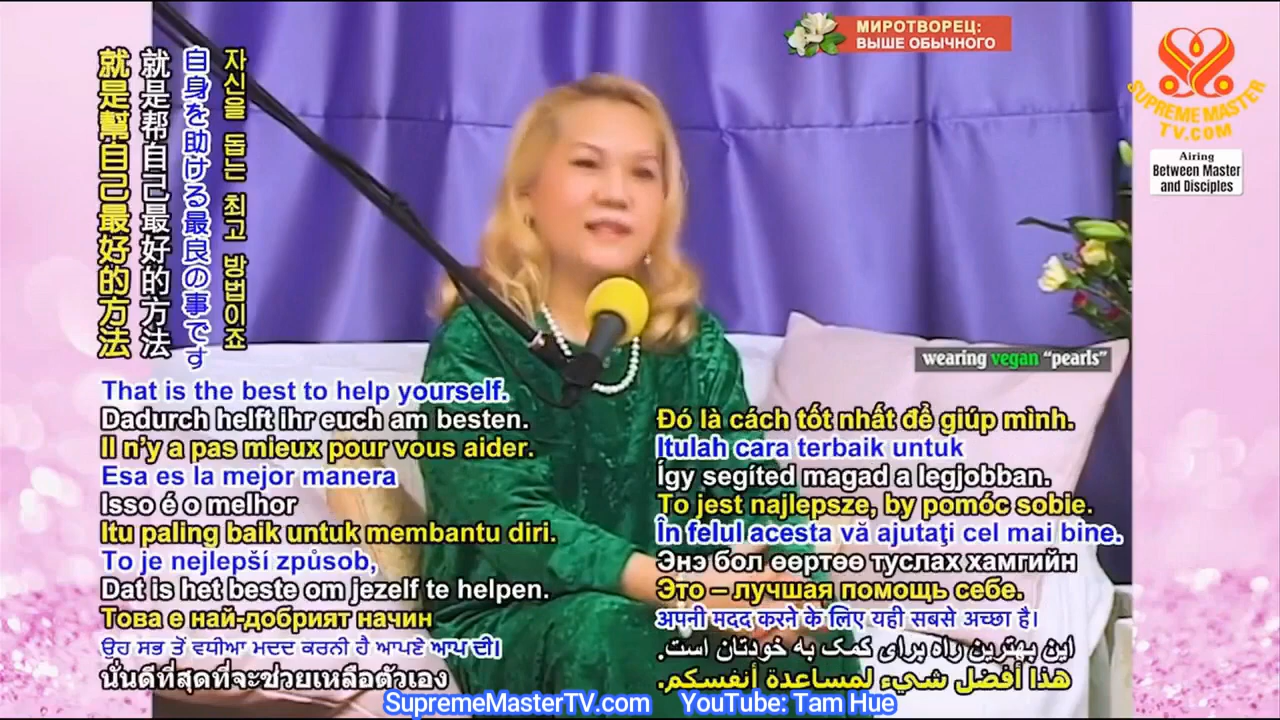 МИРОТВОРЕЦ:
ВЫШЕ ОБЫЧНОГО
SUPREME MASTER
TV.COM
Airing
Between Master
and Disciples
就是幫自己最好的方法
就是帮自己最好的方法
自身を助ける最良の事です
자신을 돕는 최고 방법이죠
wearing vegan “pearls”
That is the best to help yourself.
Dadurch helft ihr euch am besten.
Il n’y a pas mieux pour vous aider.
Esa es la mejor manera
Isso é o melhor
Itu paling baik untuk membantu diri.
To je nejlepší způsob,
Dat is het beste om jezelf te helpen.
Това е най-добрият начин
ਉਹ ਸਭ ਤੋਂ ਵਧੀਆ ਮਦਦ ਕਰਨੀ ਹੈ ਆਪਣੇ ਆਪ ਦੀ।
นั่นดีที่สุดที่จะช่วยเหลือตัวเอง
Đó là cách tốt nhất để giúp mình.
Itulah cara terbaik untuk
Így segíted magad a legjobban.
To jest najlepsze, by pomóc sobie.
În felul acesta vă ajutaţi cel mai bine.
Энэ бол өөртөө туслах хамгийн
Это – лучшая помощь себе.
अपनी मदद करने के लिए यही सबसे अच्छा है।
این بهترین راه برای کمک به خودتان است.
هذا أفضل شيء لمساعدة أنفسكم.
SupremeMasterTV.com YouTube: Tam Hue